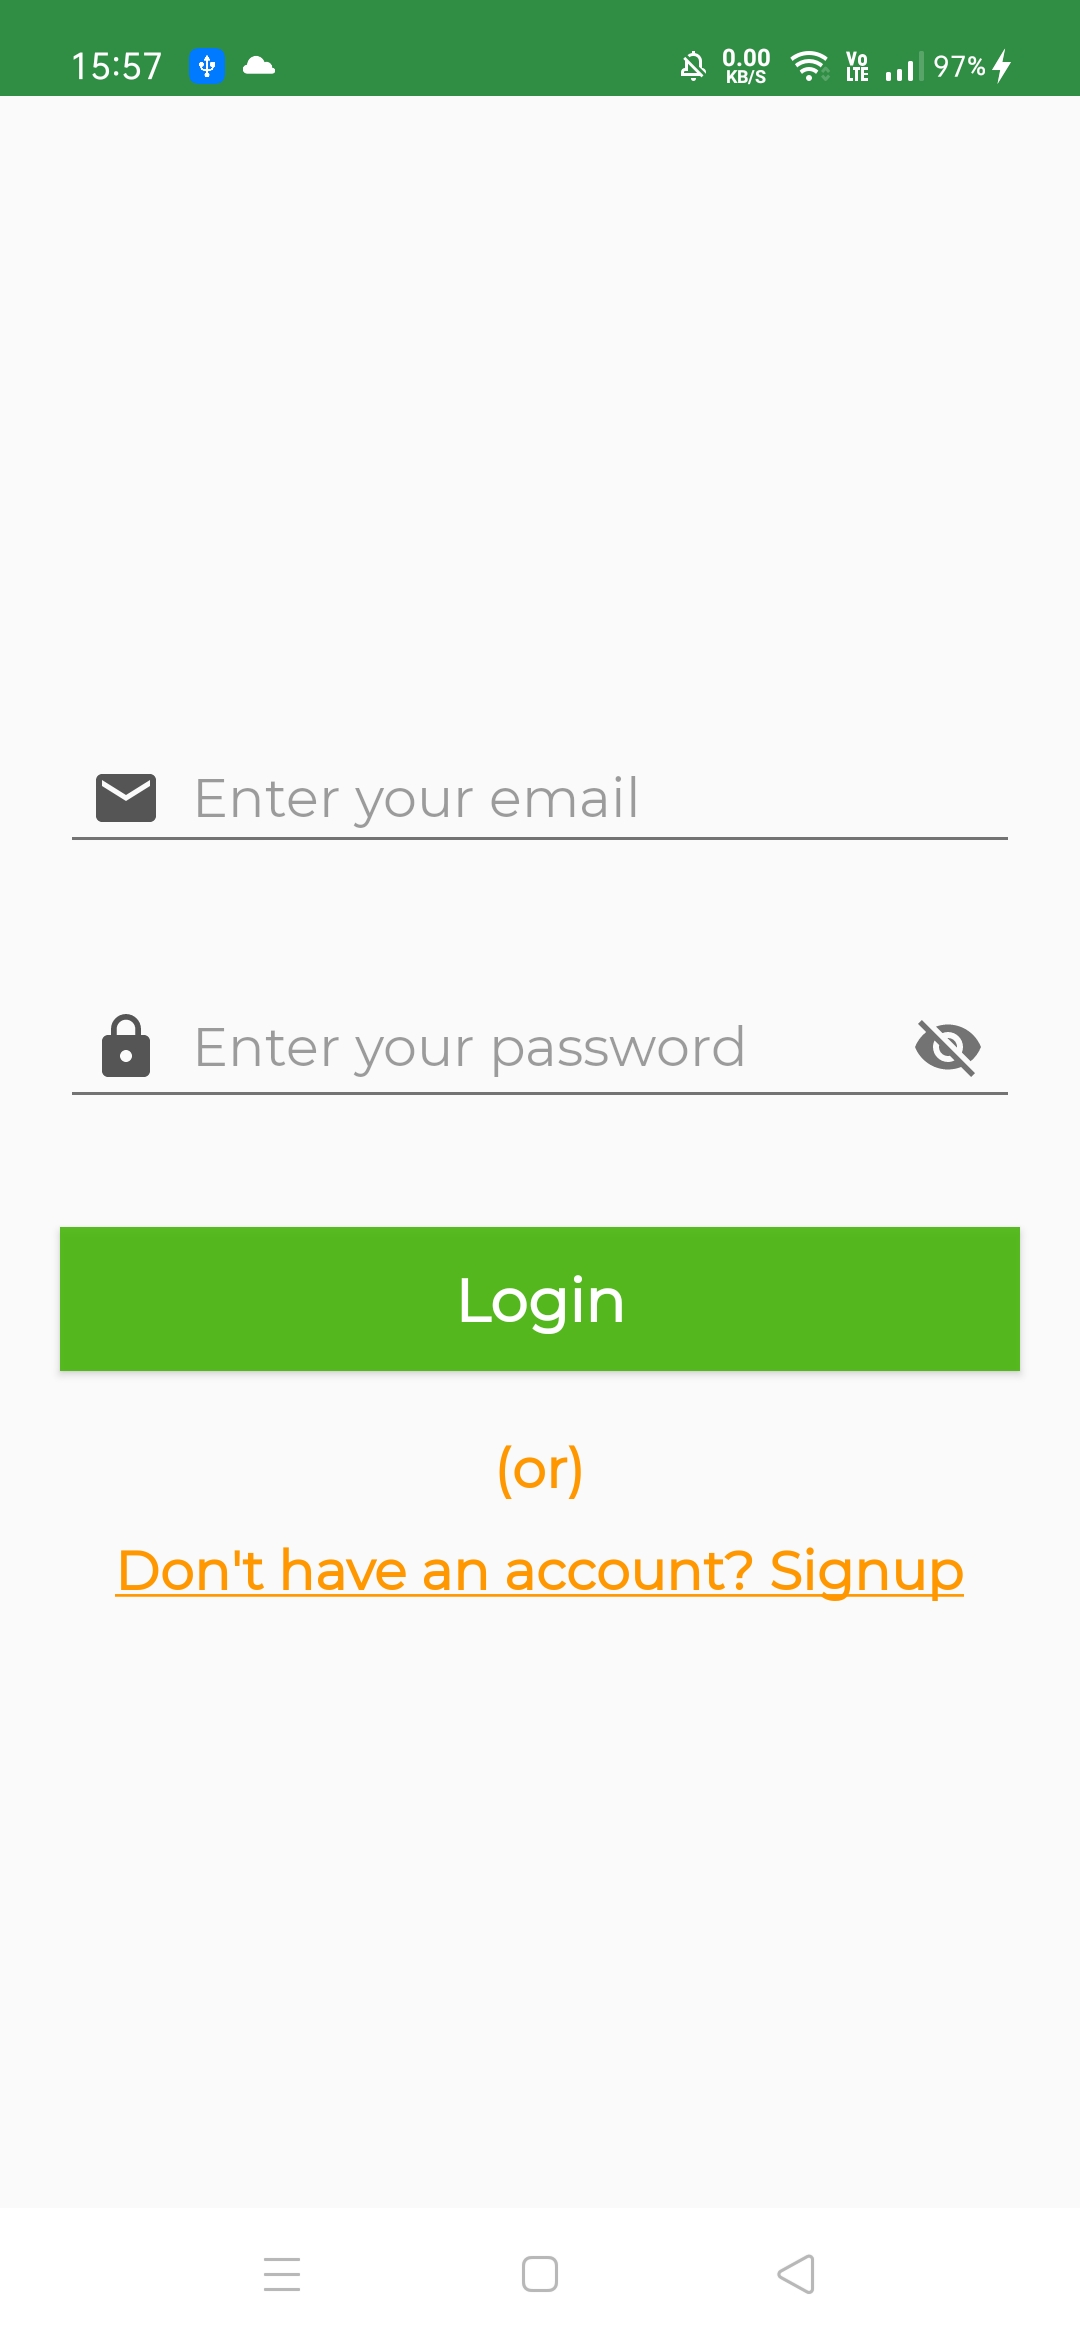 15:57 0.00 KB/S Vo LTE 97%
Enter your email
Enter your password
Login
(or)
Don't have an account? Signup